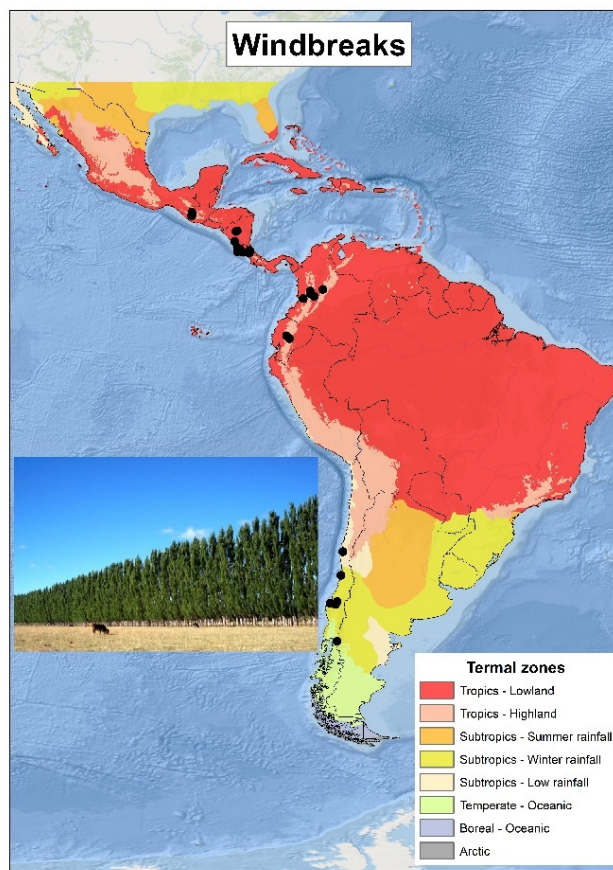 Windbreaks
Termal zones
Tropics - Lowland
Tropics - Highland
Subtropics - Summer rainfall
Subtropics - Winter rainfall
Subtropics - Low rainfall
Temperate - Oceanic
Boreal - Oceanic
Arctic